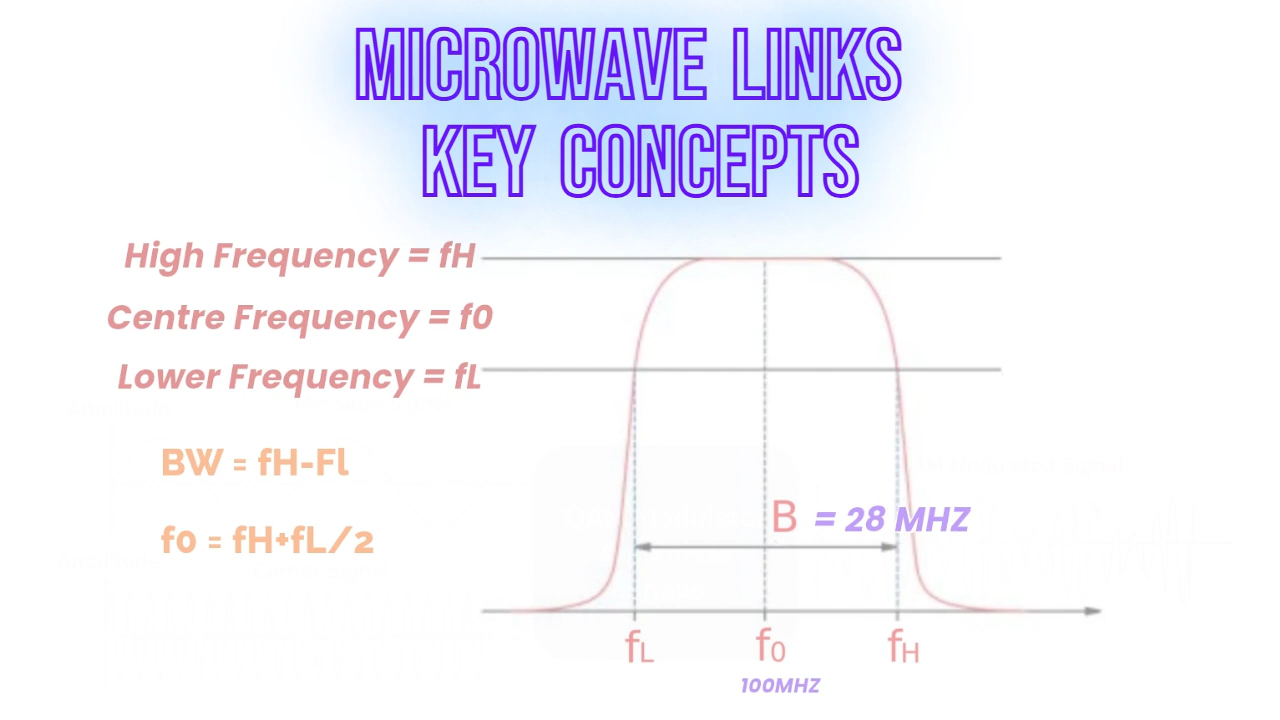 MICROWAVE LINKS
KEY CONCEPTS
High Frequency = fH
Centre Frequency = f0
Lower Frequency = fL
BW = fH-Fl
f0 = fH+fL/2
B = 28 MHZ
fL f0 fH
100MHZ